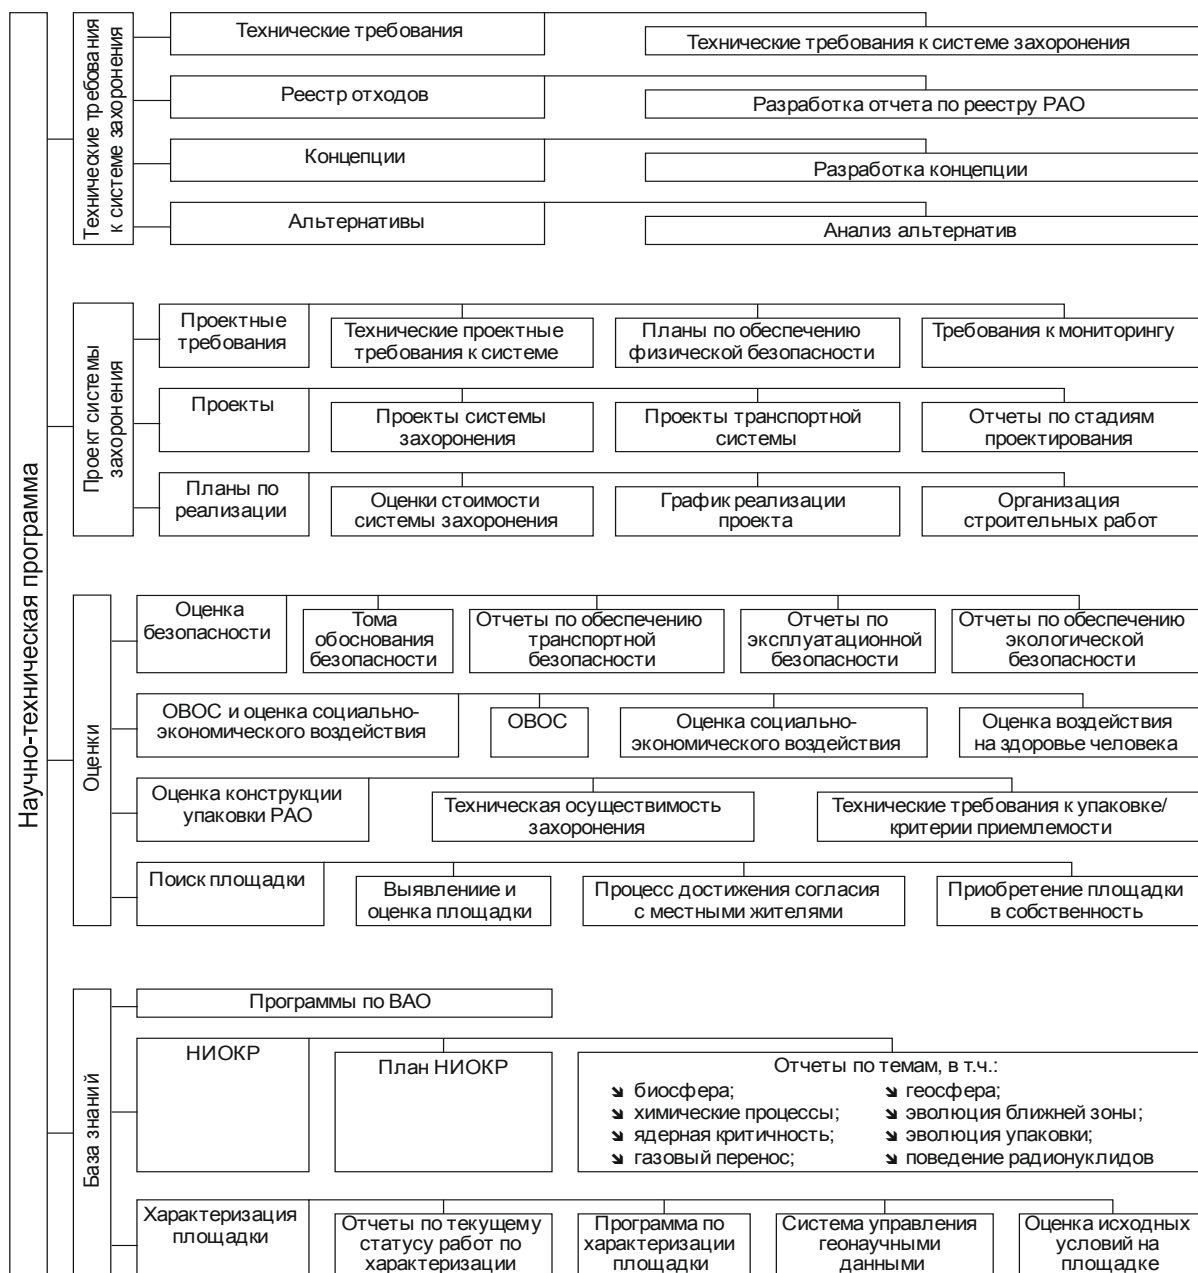 Научно-техническая программа
Технические требования
к системе захоронения
Технические требования
Технические требования к системе захоронения
Реестр отходов
Разработка отчета по реестру РАО
Концепции
Разработка концепции
Альтернативы
Анализ альтернатив
Проект системы
захоронения
Проектные
требования
Технические проектные
требования к системе
Планы по обеспечению
физической безопасности
Требования к мониторингу
Проекты
Проекты системы
захоронения
Проекты транспортной
системы
Отчеты по стадиям
проектирования
Планы по
реализации
Оценки стоимости
системы захоронения
График реализации
проекта
Организация
строительных работ
Оценки
Оценка
безопасности
Тома
обоснования
безопасности
Отчеты по обеспечению
транспортной
безопасности
Отчеты по
эксплуатационной
безопасности
Отчеты по обеспечению
экологической
безопасности
ОВОС и оценка социально-
экономического воздействия
ОВОС
Оценка социально-
экономического воздействия
Оценка воздействия
на здоровье человека
Оценка конструкции
упаковки РАО
Техническая осуществимость
захоронения
Технические требования к упаковке/
критерии приемлемости
Поиск площадки
Выявлениие и
оценка площадки
Процесс достижения согласия
с местными жителями
Приобретение площадки
в собственность
База знаний
Программы по ВАО
НИОКР
План НИОКР
Отчеты по темам, в т.ч.:
биосфера;
химические процессы;
ядерная критичность;
газовый перенос;
геосфера;
эволюция ближней зоны;
эволюция упаковки;
поведение радионуклидов
Характеризация
площадки
Отчеты по текущему
статусу работ по
характеризации
Программа по
характеризации
площадки
Система управления
геонаучными
данными
Оценка исходных
условий на
площадке